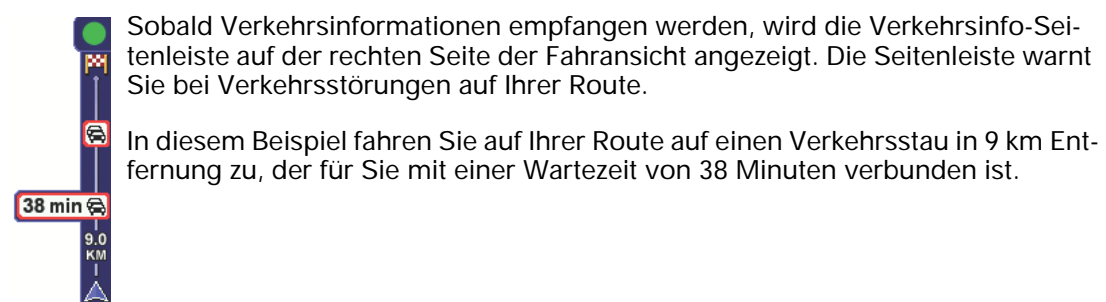 Sobald Verkehrsinformationen empfangen werden, wird die Verkehrsinfo-Sei-
tenleiste auf der rechten Seite der Fahransicht angezeigt. Die Seitenleiste warnt
Sie bei Verkehrsstörungen auf Ihrer Route.
In diesem Beispiel fahren Sie auf Ihrer Route auf einen Verkehrsstau in 9 km Ent-
fernung zu, der für Sie mit einer Wartezeit von 38 Minuten verbunden ist.
38 min
9.0
KM